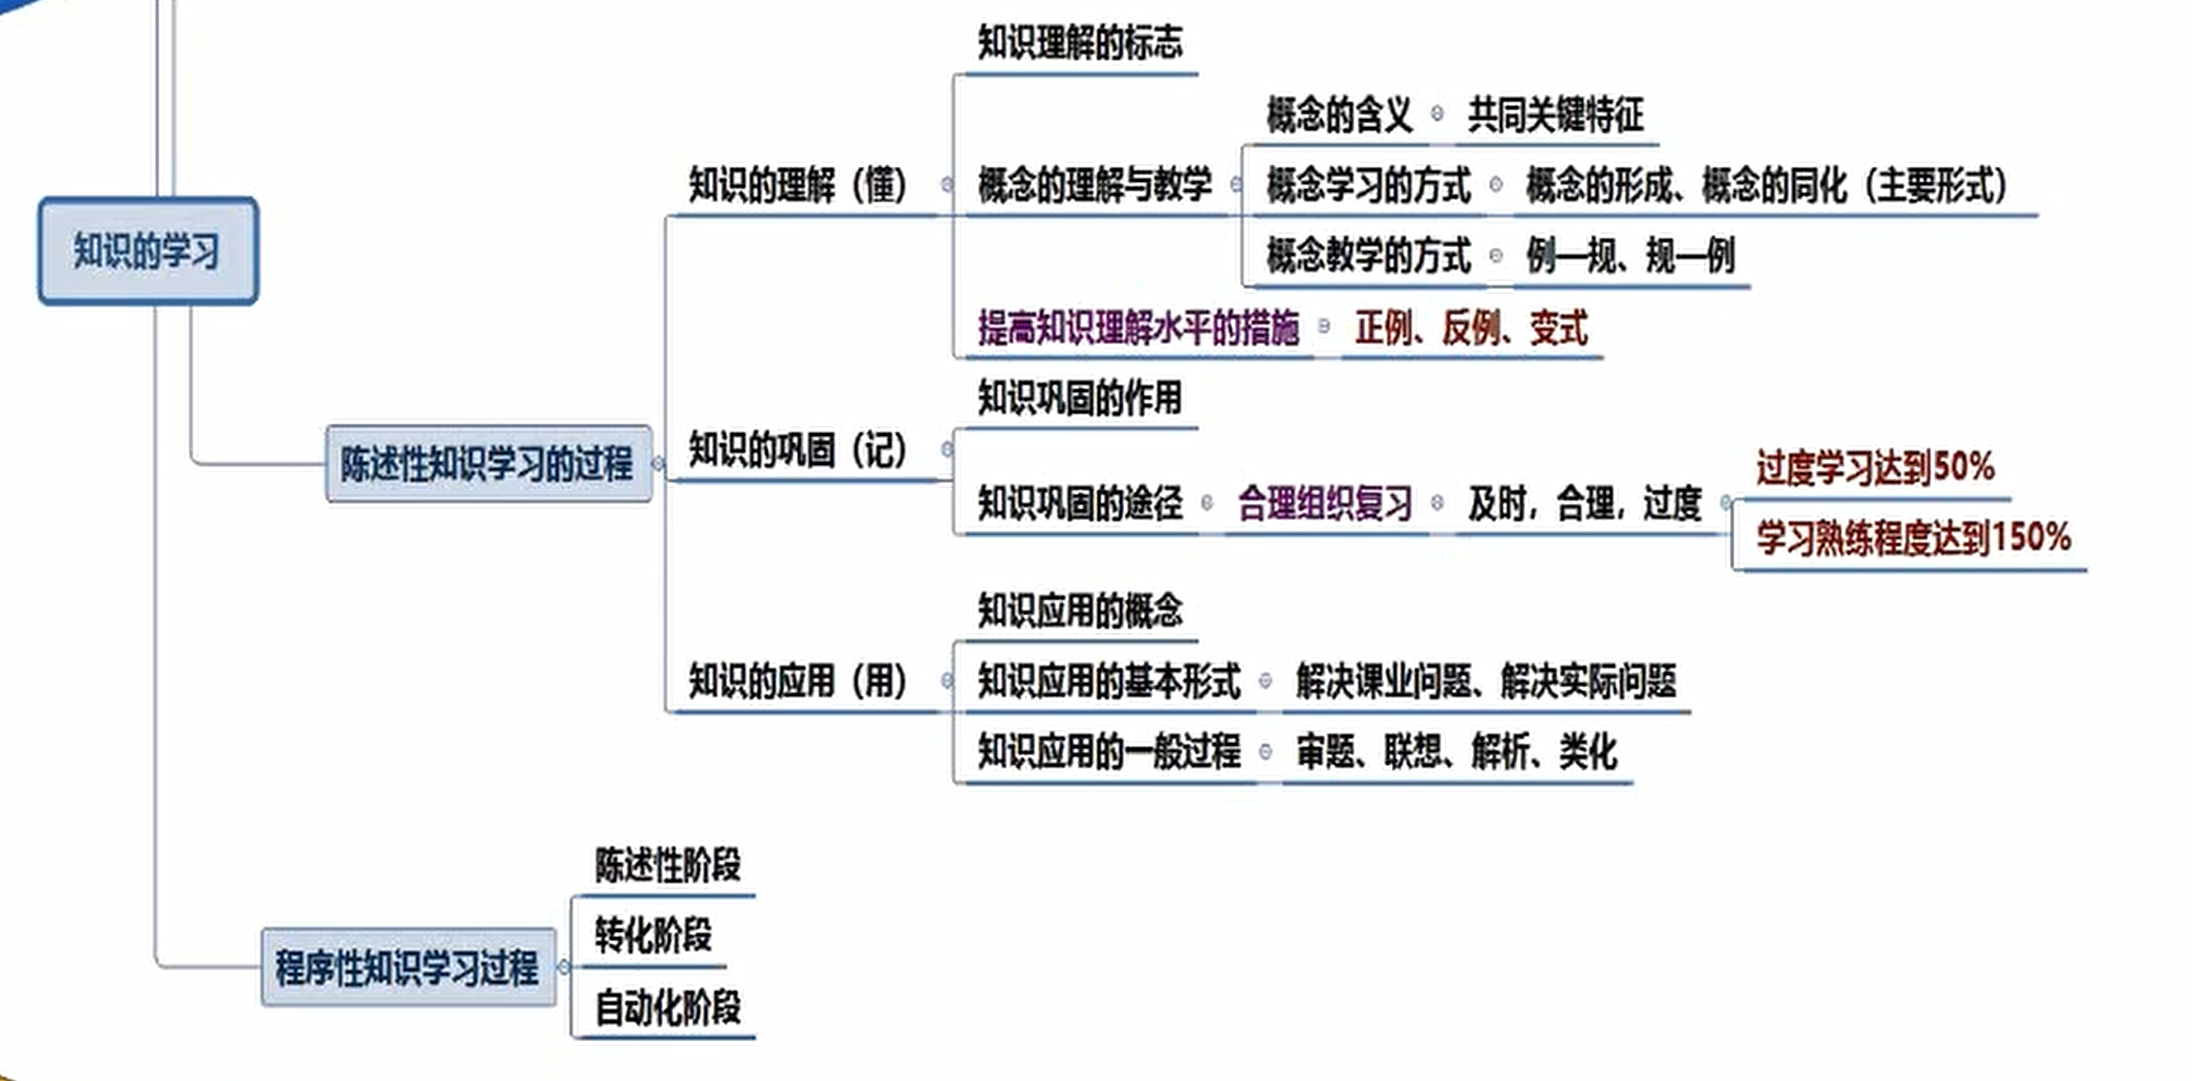 知识的学习
陈述性知识学习的过程
知识的理解（懂）
知识理解的标志
概念的理解与教学
概念的含义
共同关键特征
概念学习的方式
概念的形成、概念的同化（主要形式）
概念教学的方式
例—规、规—例
提高知识理解水平的措施
正例、反例、变式
知识的巩固（记）
知识巩固的作用
知识巩固的途径
合理组织复习
及时，合理，过度
过度学习达到50%
学习熟练程度达到150%
知识的应用（用）
知识应用的概念
知识应用的基本形式
解决课业问题、解决实际问题
知识应用的一般过程
审题、联想、解析、类化
程序性知识学习过程
陈述性阶段
转化阶段
自动化阶段